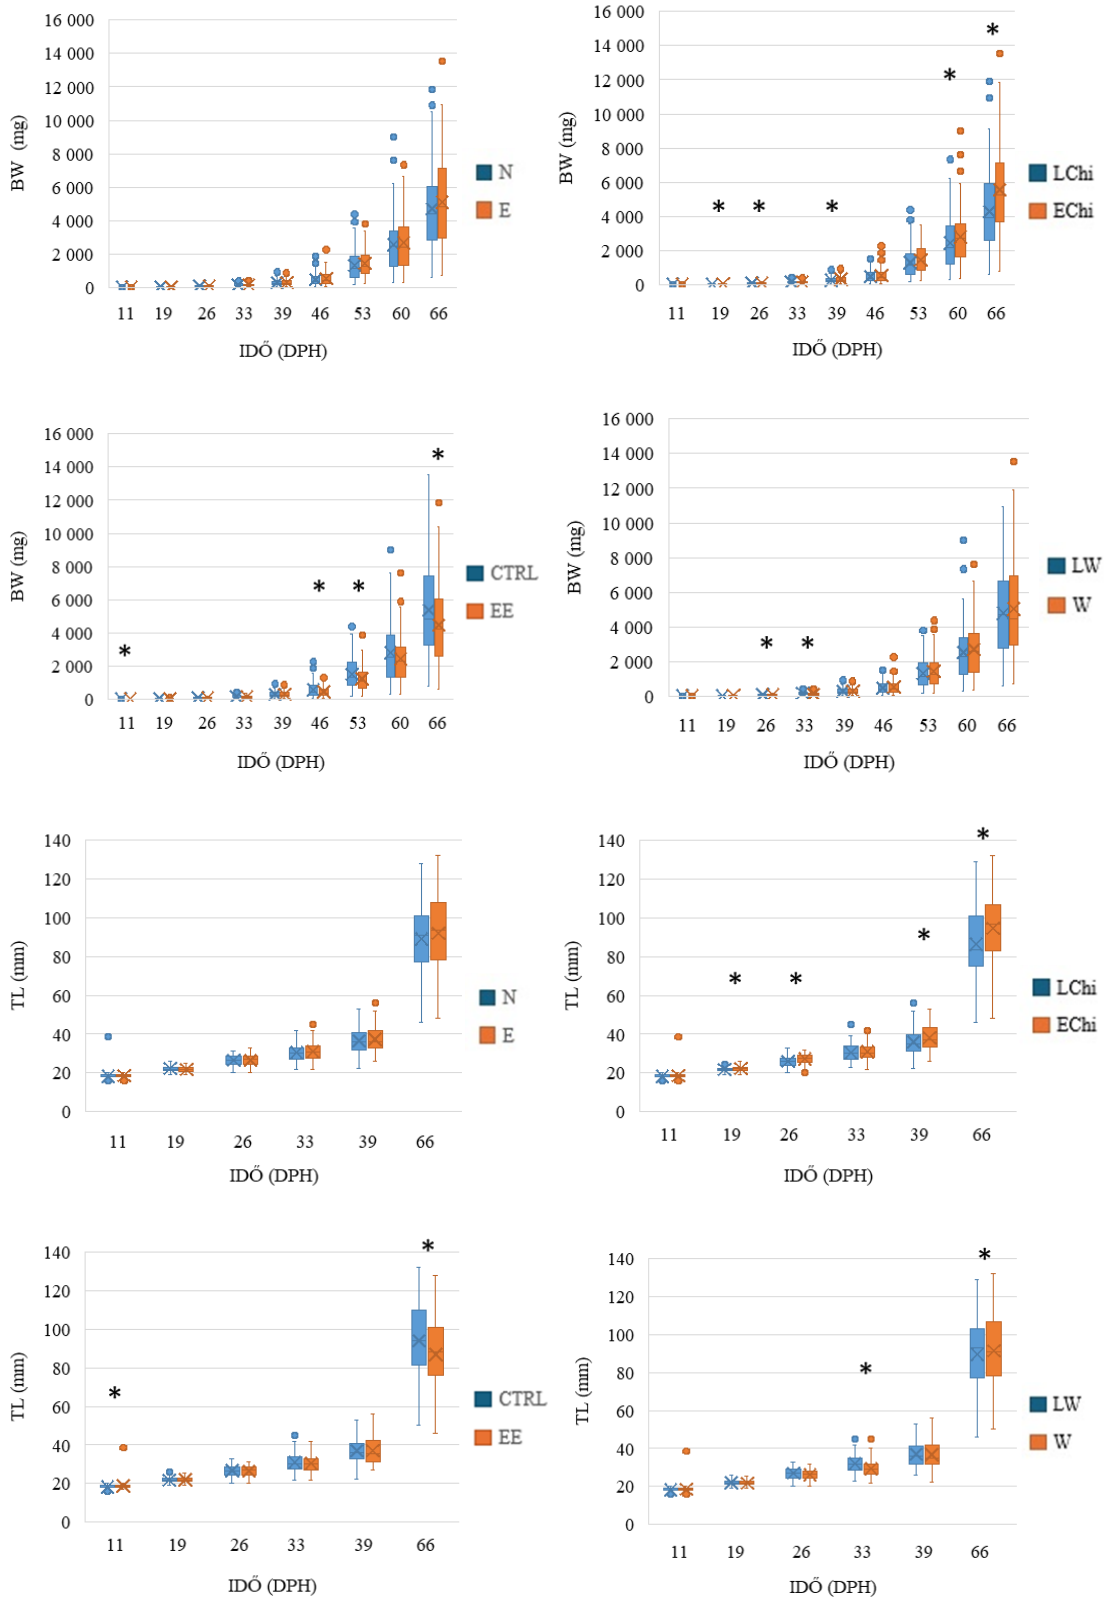 16 000
14 000
12 000
10 000
8 000
6 000
4 000
2 000
0
BW (mg)
11 19 26 33 39 46 53 60 66
IDŐ (DPH)
N
E
16 000
14 000
12 000
10 000
8 000
6 000
4 000
2 000
0
BW (mg)
* * * * *
11 19 26 33 39 46 53 60 66
IDŐ (DPH)
LChi
EChi
16 000
14 000
12 000
10 000
8 000
6 000
4 000
2 000
0
BW (mg)
* * * *
11 19 26 33 39 46 53 60 66
IDŐ (DPH)
CTRL
EE
16 000
14 000
12 000
10 000
8 000
6 000
4 000
2 000
0
BW (mg)
* *
11 19 26 33 39 46 53 60 66
IDŐ (DPH)
LW
W
140
120
100
80
60
40
20
0
TL (mm)
11 19 26 33 39 66
IDŐ (DPH)
N
E
140
120
100
80
60
40
20
0
TL (mm)
* * * *
11 19 26 33 39 66
IDŐ (DPH)
LChi
EChi
140
120
100
80
60
40
20
0
TL (mm)
* *
11 19 26 33 39 66
IDŐ (DPH)
CTRL
EE
140
120
100
80
60
40
20
0
TL (mm)
* *
11 19 26 33 39 66
IDŐ (DPH)
LW
W